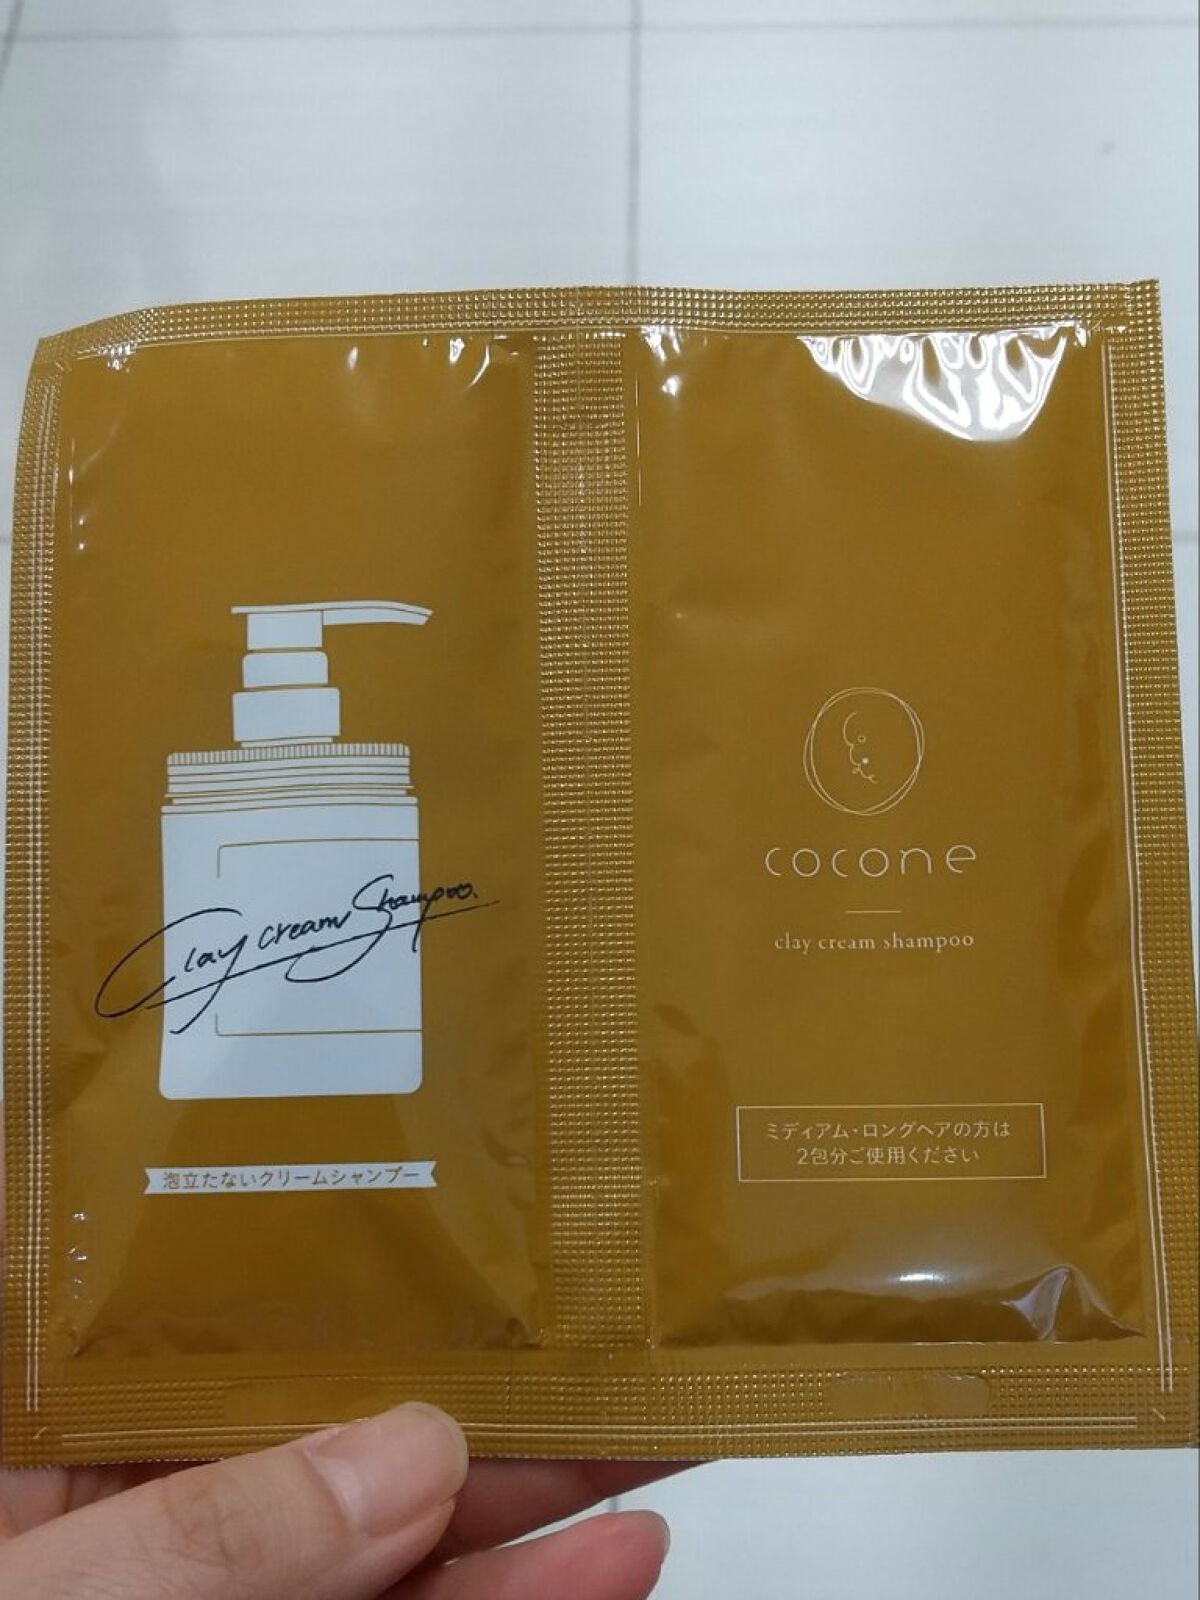 Clay cream Shampoo.
泡立たないクリームシャンプー
cocone
clay cream shampoo
ミディアム・ロングヘアの方は
2包分ご使用ください